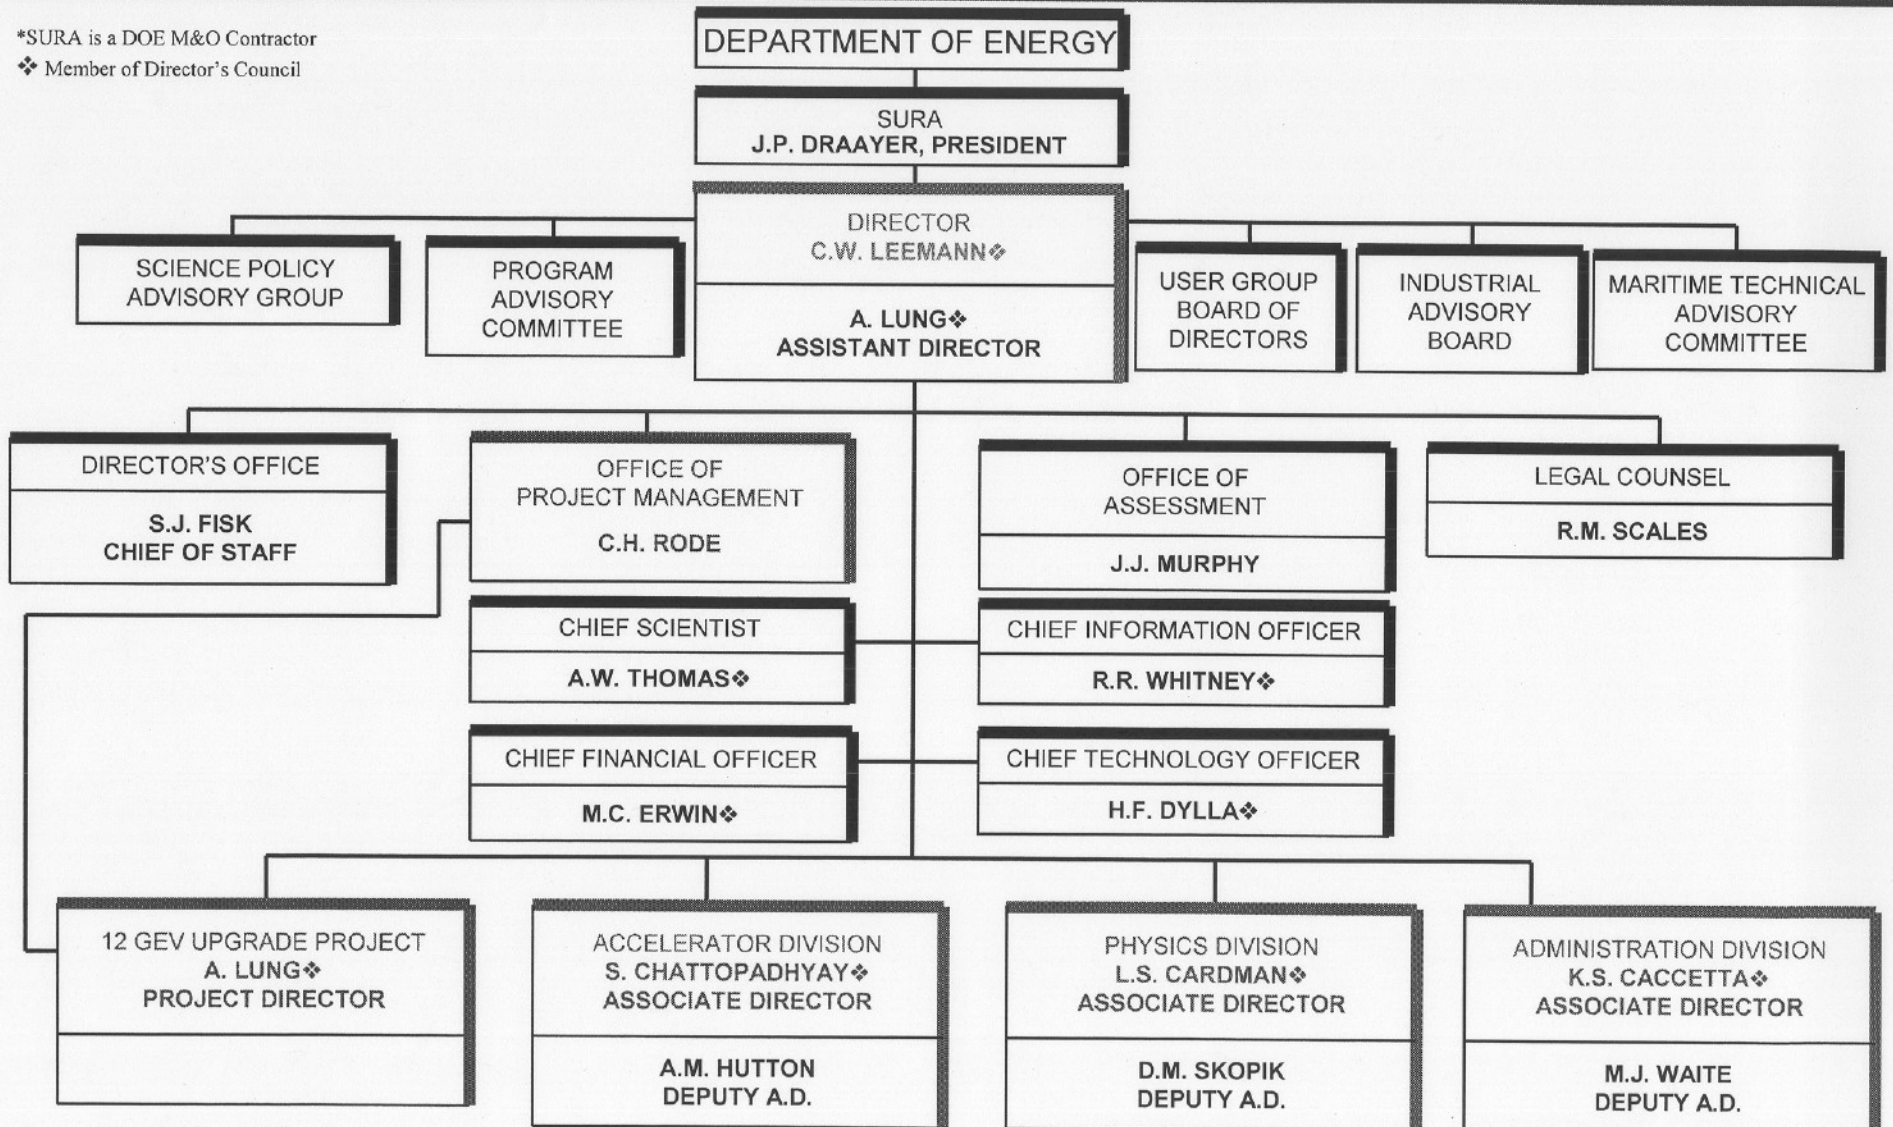 *SURA is a DOE M&O Contractor
❖ Member of Director's Council
DEPARTMENT OF ENERGY
SURA
J.P. DRAAYER, PRESIDENT
DIRECTOR
C.W. LEEMANN❖
A. LUNG❖
ASSISTANT DIRECTOR
SCIENCE POLICY
ADVISORY GROUP
PROGRAM
ADVISORY
COMMITTEE
USER GROUP
BOARD OF
DIRECTORS
INDUSTRIAL
ADVISORY
BOARD
MARITIME TECHNICAL
ADVISORY
COMMITTEE
DIRECTOR'S OFFICE
S.J. FISK
CHIEF OF STAFF
OFFICE OF
PROJECT MANAGEMENT
C.H. RODE
OFFICE OF
ASSESSMENT
J.J. MURPHY
LEGAL COUNSEL
R.M. SCALES
CHIEF SCIENTIST
A.W. THOMAS❖
CHIEF INFORMATION OFFICER
R.R. WHITNEY❖
CHIEF FINANCIAL OFFICER
M.C. ERWIN❖
CHIEF TECHNOLOGY OFFICER
H.F. DYLLA❖
12 GEV UPGRADE PROJECT
A. LUNG❖
PROJECT DIRECTOR
ACCELERATOR DIVISION
S. CHATTOPADHYAY❖
ASSOCIATE DIRECTOR
A.M. HUTTON
DEPUTY A.D.
PHYSICS DIVISION
L.S. CARDMAN❖
ASSOCIATE DIRECTOR
D.M. SKOPIK
DEPUTY A.D.
ADMINISTRATION DIVISION
K.S. CACCETTA❖
ASSOCIATE DIRECTOR
M.J. WAITE
DEPUTY A.D.